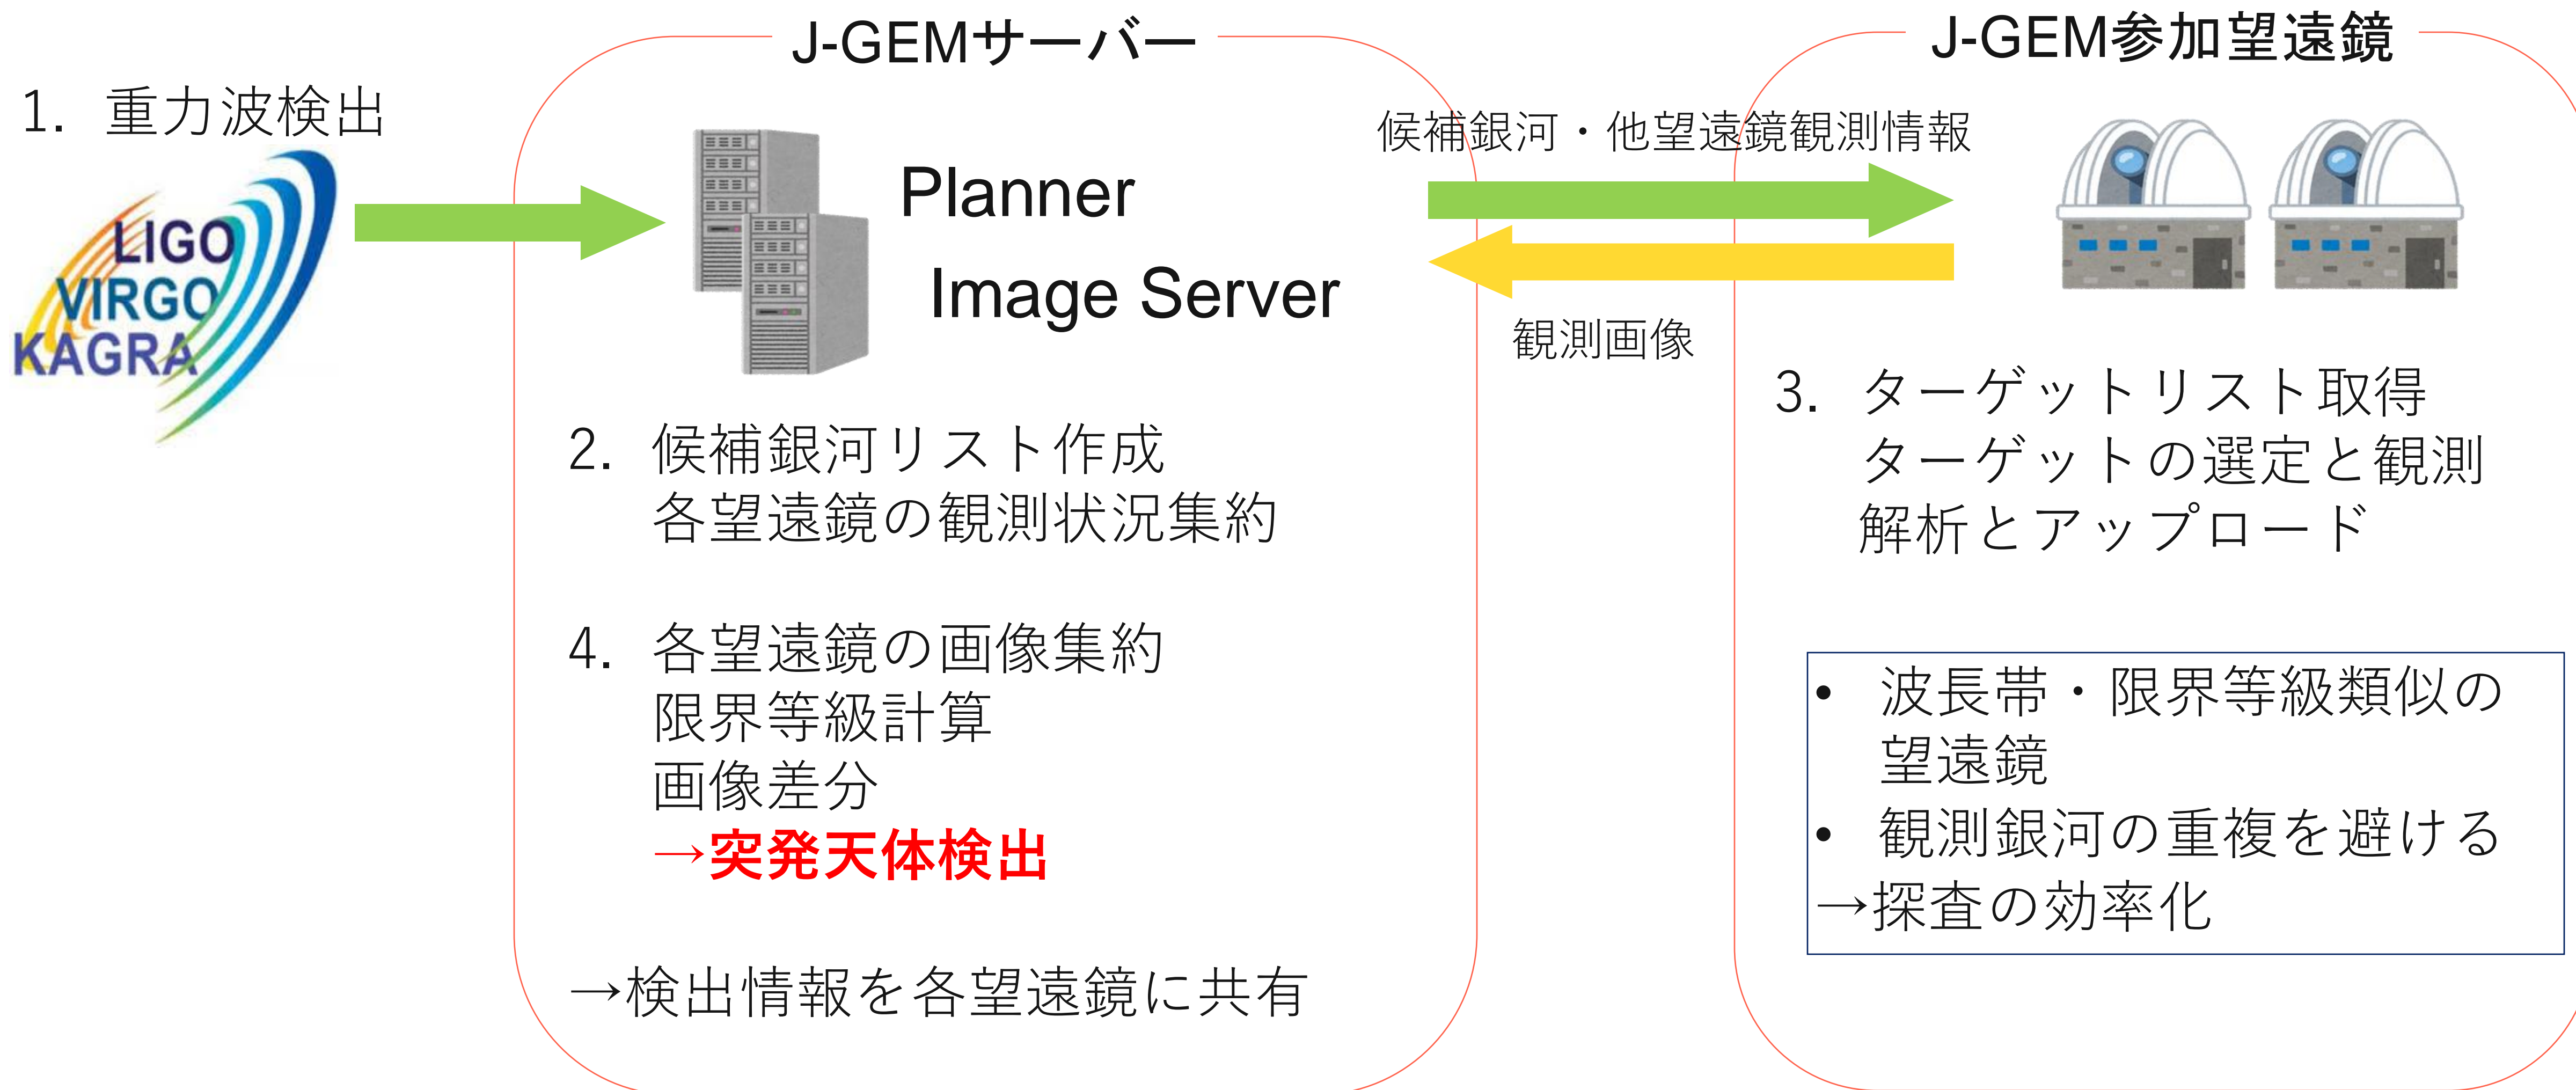 J-GEMサーバー
J-GEM参加望遠鏡
1. 重力波検出
LIGO
VIRGO
KAGRA
Planner
Image Server
候補銀河・他望遠鏡観測情報
観測画像
2. 候補銀河リスト作成
各望遠鏡の観測状況集約
4. 各望遠鏡の画像集約
限界等級計算
画像差分
→突発天体検出
→検出情報を各望遠鏡に共有
3. ターゲットリスト取得
ターゲットの選定と観測
解析とアップロード
• 波長帯・限界等級類似の
望遠鏡
• 観測銀河の重複を避ける
→探査の効率化